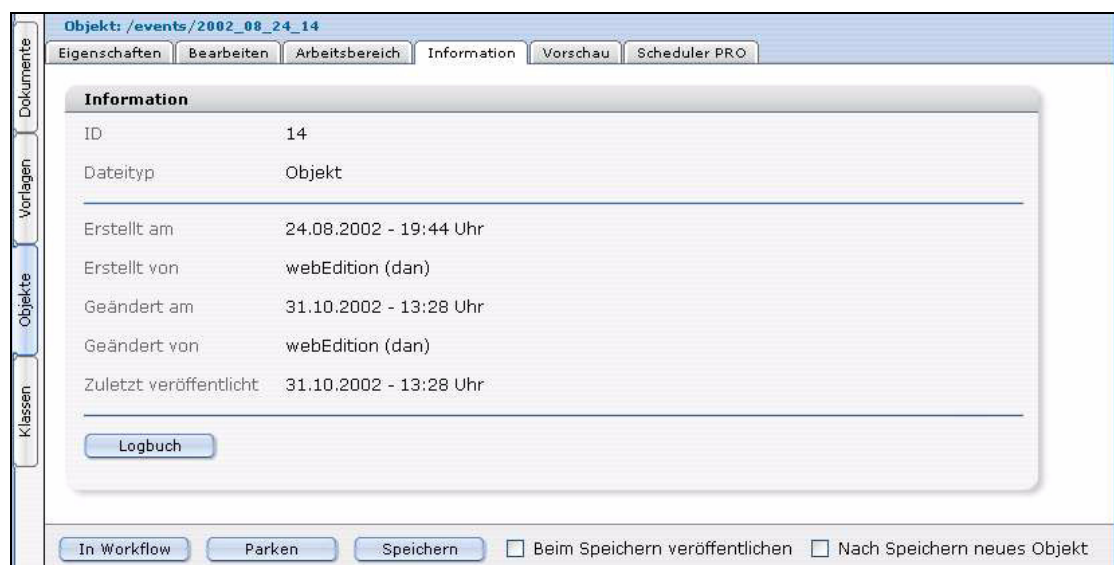 Objekt: /events/2002_08_24_14
Eigenschaften Bearbeiten Arbeitsbereich Information Vorschau Scheduler PRO
Dokumente
Vorlagen
Objekte
Klassen
Information
ID 14
Dateityp Objekt
Erstellt am 24.08.2002 - 19:44 Uhr
Erstellt von webEdition (dan)
Geändert am 31.10.2002 - 13:28 Uhr
Geändert von webEdition (dan)
Zuletzt veröffentlicht 31.10.2002 - 13:28 Uhr
Logbuch
In Workflow Parken Speichern Beim Speichern veröffentlichen Nach Speichern neues Objekt